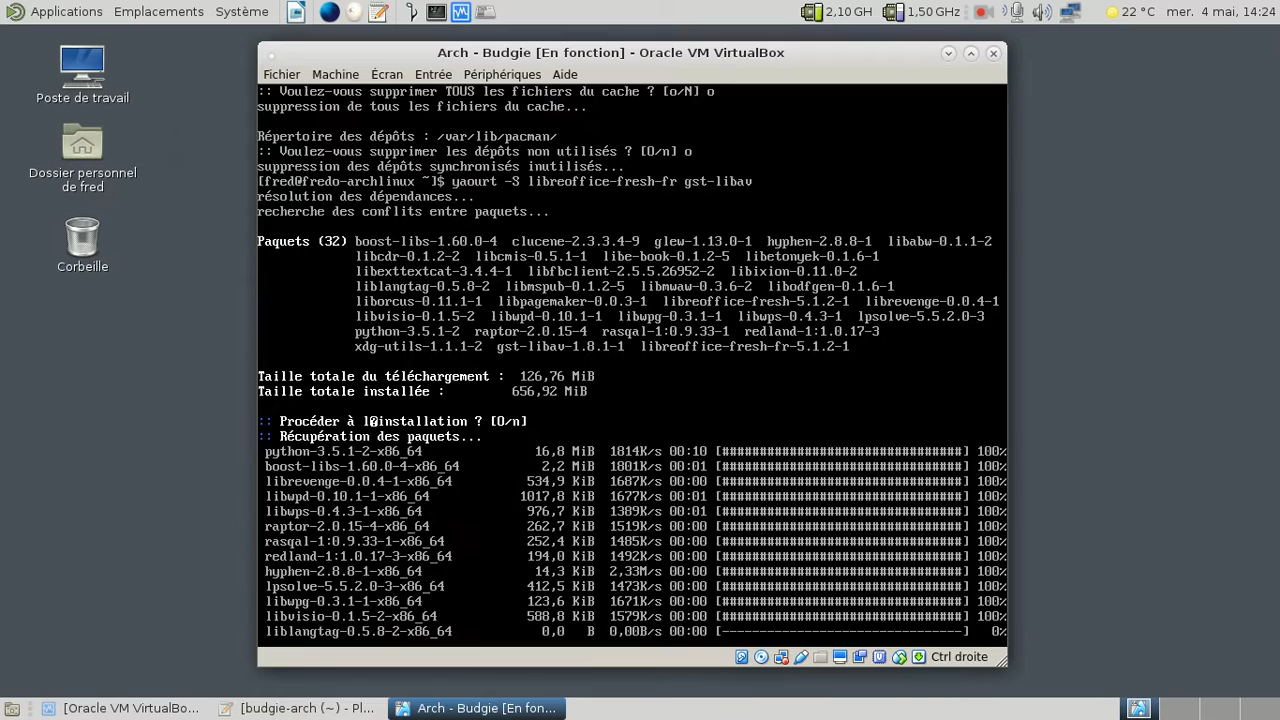 Applications Emplacements Système 2,10 GH 1,50 GHz 22 °C mer. 4 mai, 14:24
Poste de travail
Dossier personnel
de fred
Corbeille
Arch - Budgie [En fonction] - Oracle VM VirtualBox
Fichier Machine Écran Entrée Périphériques Aide
:: Voulez-vous supprimer TOUS les fichiers du cache ? [o/N] o
suppression de tous les fichiers du cache...
Répertoire des dépôts : /var/lib/pacman/
:: Voulez-vous supprimer les dépôts non utilisés ? [O/n] o
suppression des dépôts synchronisés inutilisés...
[fred@fredo-archlinux ~]$ yaourt -S libreoffice-fresh-fr gst-libav
résolution des dépendances...
recherche des conflits entre paquets...
Paquets (32) boost-libs-1.60.0-4 clucene-2.3.3.4-9 glew-1.13.0-1 hyphen-2.8.8-1 libabw-0.1.1-2
libcdr-0.1.2-2 libcmis-0.5.1-1 libe-book-0.1.2-5 libetonyek-0.1.6-1
libexttextcat-3.4.4-1 libfbclient-2.5.5.26952-2 libixion-0.11.0-2
liblangtag-0.5.8-2 libmspub-0.1.2-5 libmwaw-0.3.6-2 libodfgen-0.1.6-1
liborcus-0.11.1-1 libpagemaker-0.0.3-1 libreoffice-fresh-5.1.2-1 librevenge-0.0.4-1
libvisio-0.1.5-2 libwpd-0.10.1-1 libwpg-0.3.1-1 libwps-0.4.3-1 lpsolve-5.5.2.0-3
python-3.5.1-2 raptor-2.0.15-4 rasqal-1:0.9.33-1 redland-1:1.0.17-3
xdg-utils-1.1.1-2 gst-libav-1.8.1-1 libreoffice-fresh-fr-5.1.2-1
Taille totale du téléchargement : 126,76 MiB
Taille totale installée : 656,92 MiB
:: Procéder à l�installation ? [O/n]
:: Récupération des paquets...
python-3.5.1-2-x86_64 16,8 MiB 1814K/s 00:10 [################################] 100%
boost-libs-1.60.0-4-x86_64 2,2 MiB 1801K/s 00:01 [################################] 100%
librevenge-0.0.4-1-x86_64 534,9 KiB 1687K/s 00:00 [################################] 100%
libwpd-0.10.1-1-x86_64 1017,8 KiB 1677K/s 00:01 [################################] 100%
libwps-0.4.3-1-x86_64 976,7 KiB 1389K/s 00:01 [################################] 100%
raptor-2.0.15-4-x86_64 262,7 KiB 1519K/s 00:00 [################################] 100%
rasqal-1:0.9.33-1-x86_64 252,4 KiB 1485K/s 00:00 [################################] 100%
redland-1:1.0.17-3-x86_64 194,0 KiB 1492K/s 00:00 [################################] 100%
hyphen-2.8.8-1-x86_64 14,3 KiB 2,33M/s 00:00 [################################] 100%
lpsolve-5.5.2.0-3-x86_64 412,5 KiB 1473K/s 00:00 [################################] 100%
libwpg-0.3.1-1-x86_64 123,6 KiB 1671K/s 00:00 [################################] 100%
libvisio-0.1.5-2-x86_64 588,8 KiB 1579K/s 00:00 [################################] 100%
liblangtag-0.5.8-2-x86_64 0,0 B 0,00B/s 00:00 [--------------------------------] 0%
Ctrl droite
[Oracle VM VirtualBo... [budgie-arch (~) - Pl... Arch - Budgie [En fon...